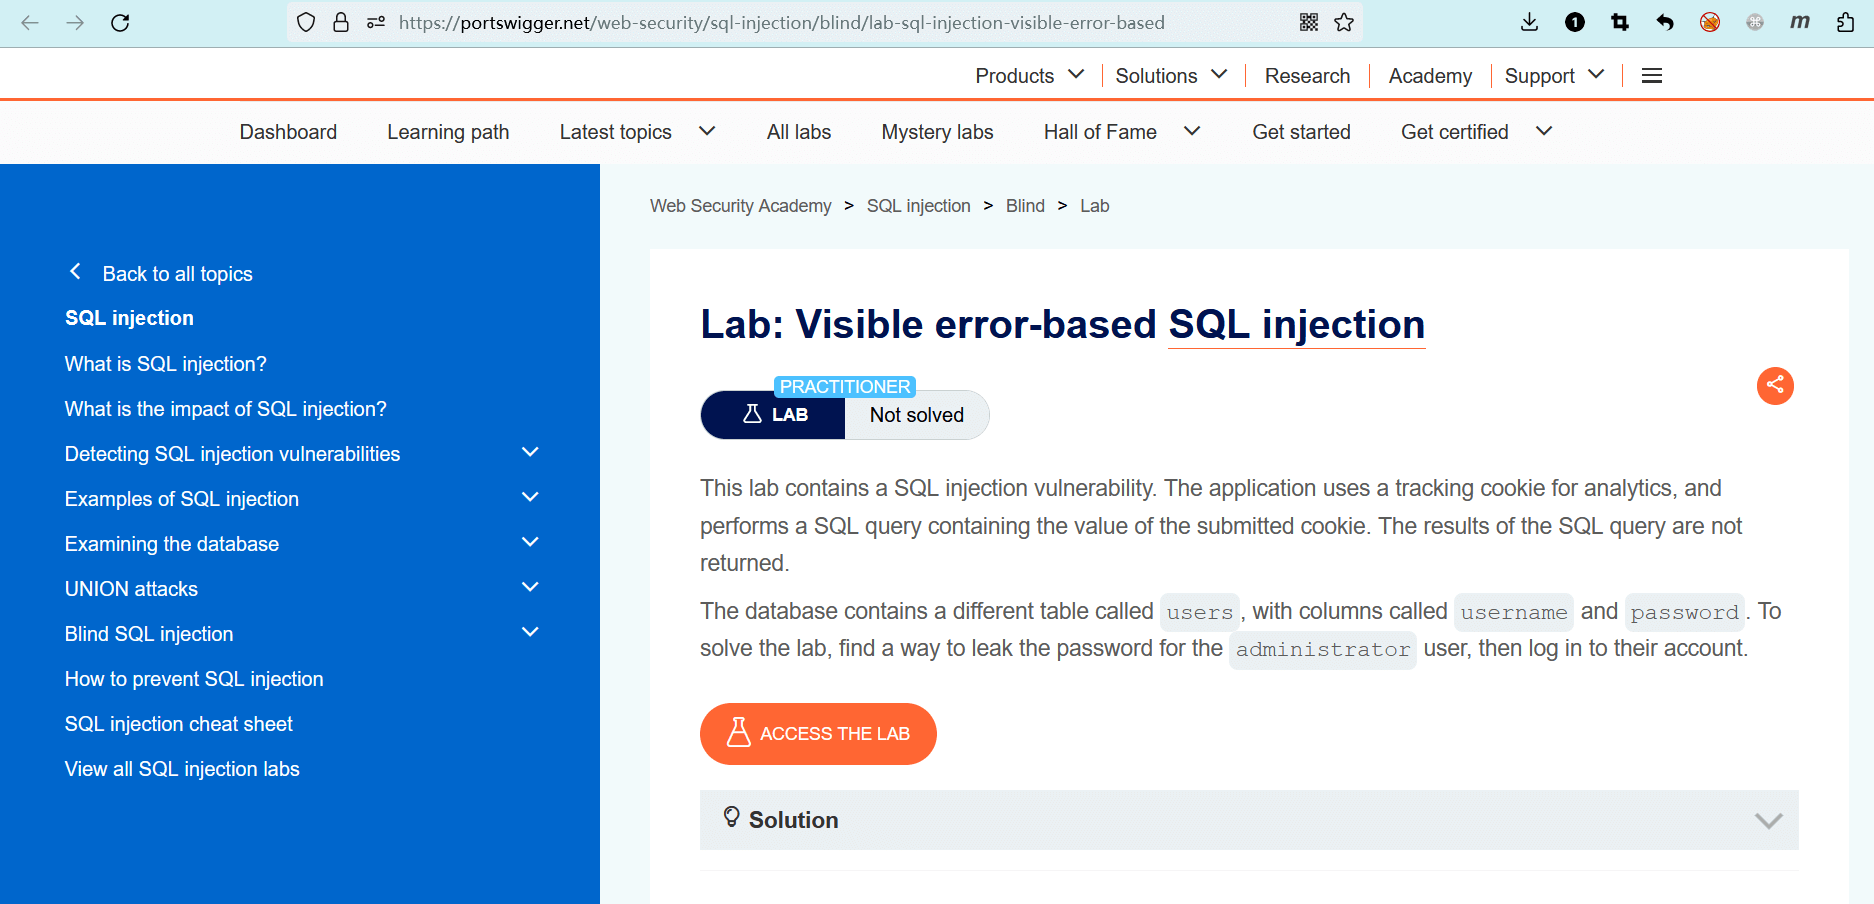 https://portswigger.net/web-security/sql-injection/blind/lab-sql-injection-visible-error-based
1
m
Products Solutions Research Academy Support
Dashboard Learning path Latest topics All labs Mystery labs Hall of Fame Get started Get certified
Web Security Academy > SQL injection > Blind > Lab
Back to all topics
SQL injection
What is SQL injection?
What is the impact of SQL injection?
Detecting SQL injection vulnerabilities
Examples of SQL injection
Examining the database
UNION attacks
Blind SQL injection
How to prevent SQL injection
SQL injection cheat sheet
View all SQL injection labs
Lab: Visible error-based SQL injection
PRACTITIONER
LAB Not solved
This lab contains a SQL injection vulnerability. The application uses a tracking cookie for analytics, and
performs a SQL query containing the value of the submitted cookie. The results of the SQL query are not
returned.
The database contains a different table called users, with columns called username and password. To
solve the lab, find a way to leak the password for the administrator user, then log in to their account.
ACCESS THE LAB
Solution